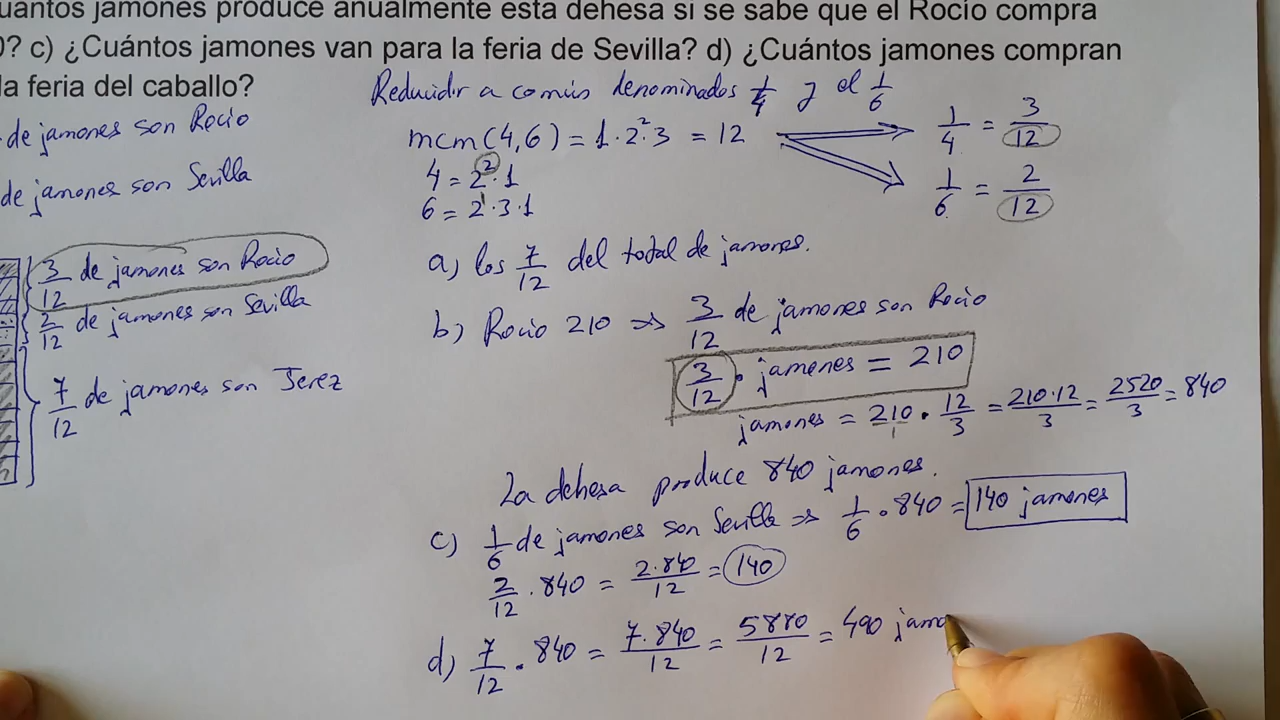 uántos jamones produce anualmente esta dehesa si se sabe que el Rocío compra
0? c) ¿Cuántos jamones van para la feria de Sevilla? d) ¿Cuántos jamones compran
la feria del caballo?
Reducidir a común denominados 1/4 y el 1/6
de jamones son Rocio
de jamones son Sevilla
mcm(4,6) = 1·2²·3 = 12
4 = 2²·1
6 = 2¹·3·1
1/4 = 3/12
1/6 = 2/12
3/12 de jamones son Rocio
2/12 de jamones son Sevilla
7/12 de jamones son Jerez
a) los 7/12 del total de jamones.
b) Rocio 210 => 3/12 de jamones son Rocio
3/12 · jamones = 210
jamones = 210/1 · 12/3 = 210·12/3 = 2520/3 = 840
La dehesa produce 840 jamones.
c) 1/6 de jamones son Sevilla => 1/6 · 840 = 140 jamones
2/12 · 840 = 2·840/12 = 140
d) 7/12 · 840 = 7·840/12 = 5880/12 = 490 jamo